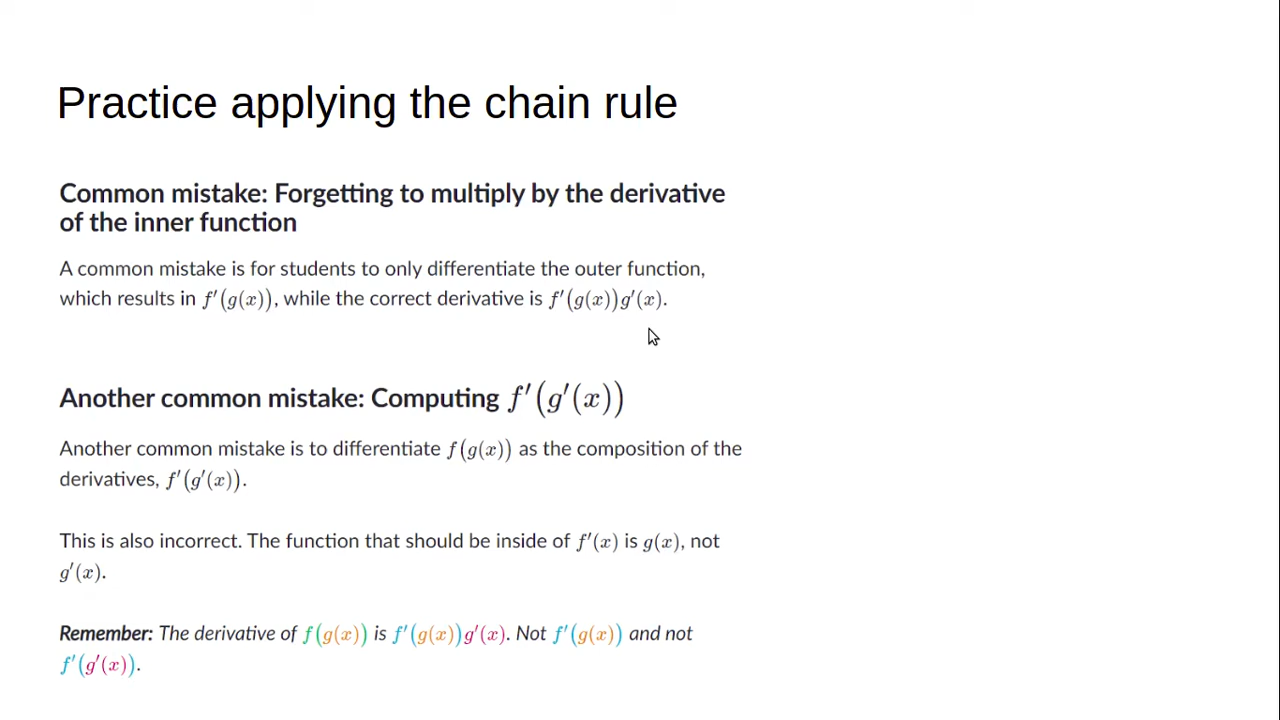 Practice applying the chain rule
Common mistake: Forgetting to multiply by the derivative
of the inner function
A common mistake is for students to only differentiate the outer function,
which results in f′(g(x)), while the correct derivative is f′(g(x))g′(x).
Another common mistake: Computing f′(g′(x))
Another common mistake is to differentiate f(g(x)) as the composition of the
derivatives, f′(g′(x)).
This is also incorrect. The function that should be inside of f′(x) is g(x), not
g′(x).
Remember: The derivative of f(g(x)) is f′(g(x))g′(x). Not f′(g(x)) and not
f′(g′(x)).